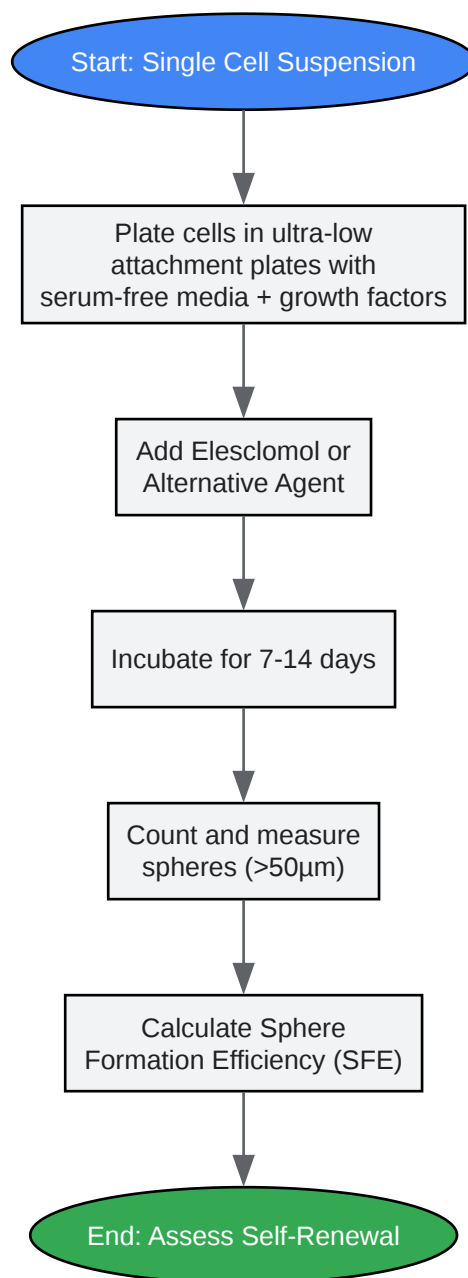 Start: Single Cell Suspension
Plate cells in ultra-low
attachment plates with
serum-free media + growth factors
Add Elesclomol or
Alternative Agent
Incubate for 7-14 days
Count and measure
spheres (>50µm)
Calculate Sphere
Formation Efficiency (SFE)
End: Assess Self-Renewal